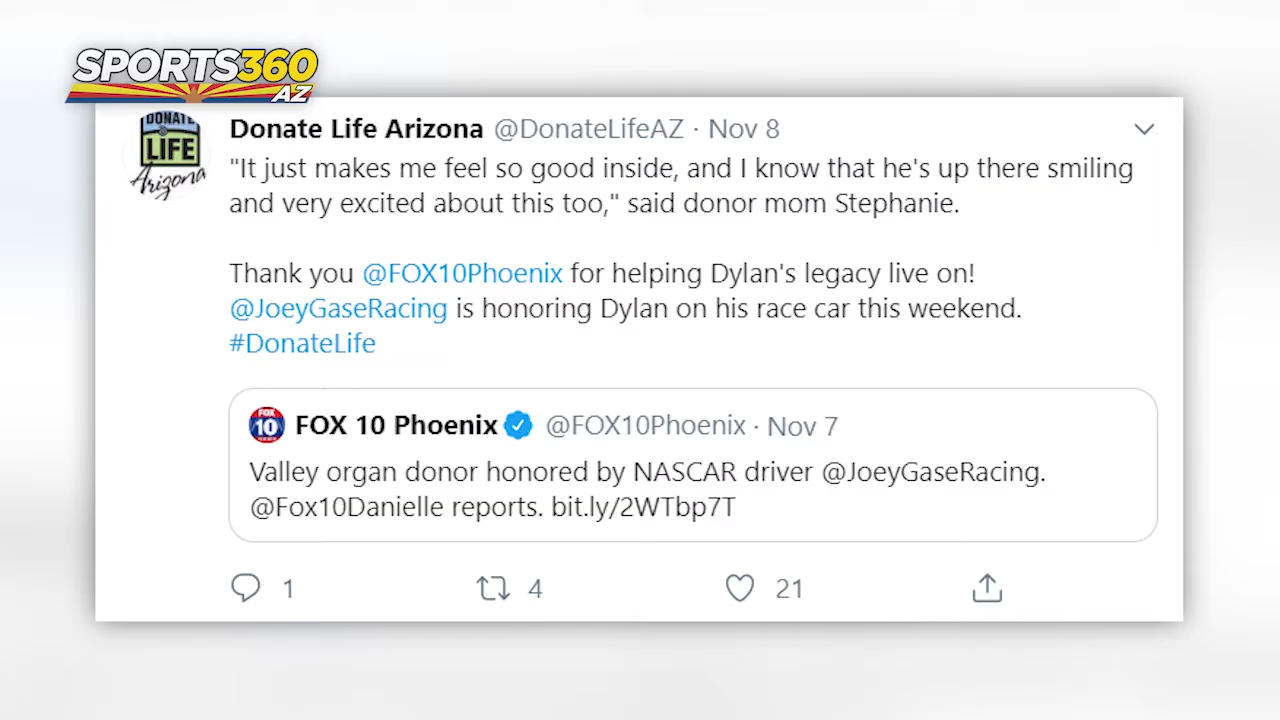 SPORTS360
AZ
DONATE
LIFE
Arizona
Donate Life Arizona @DonateLifeAZ · Nov 8
"It just makes me feel so good inside, and I know that he's up there smiling
and very excited about this too," said donor mom Stephanie.
Thank you @FOX10Phoenix for helping Dylan's legacy live on!
@JoeyGaseRacing is honoring Dylan on his race car this weekend.
#DonateLife
FOX
10
FOX 10 Phoenix @FOX10Phoenix · Nov 7
Valley organ donor honored by NASCAR driver @JoeyGaseRacing.
@Fox10Danielle reports. bit.ly/2WTbp7T
1 4 21